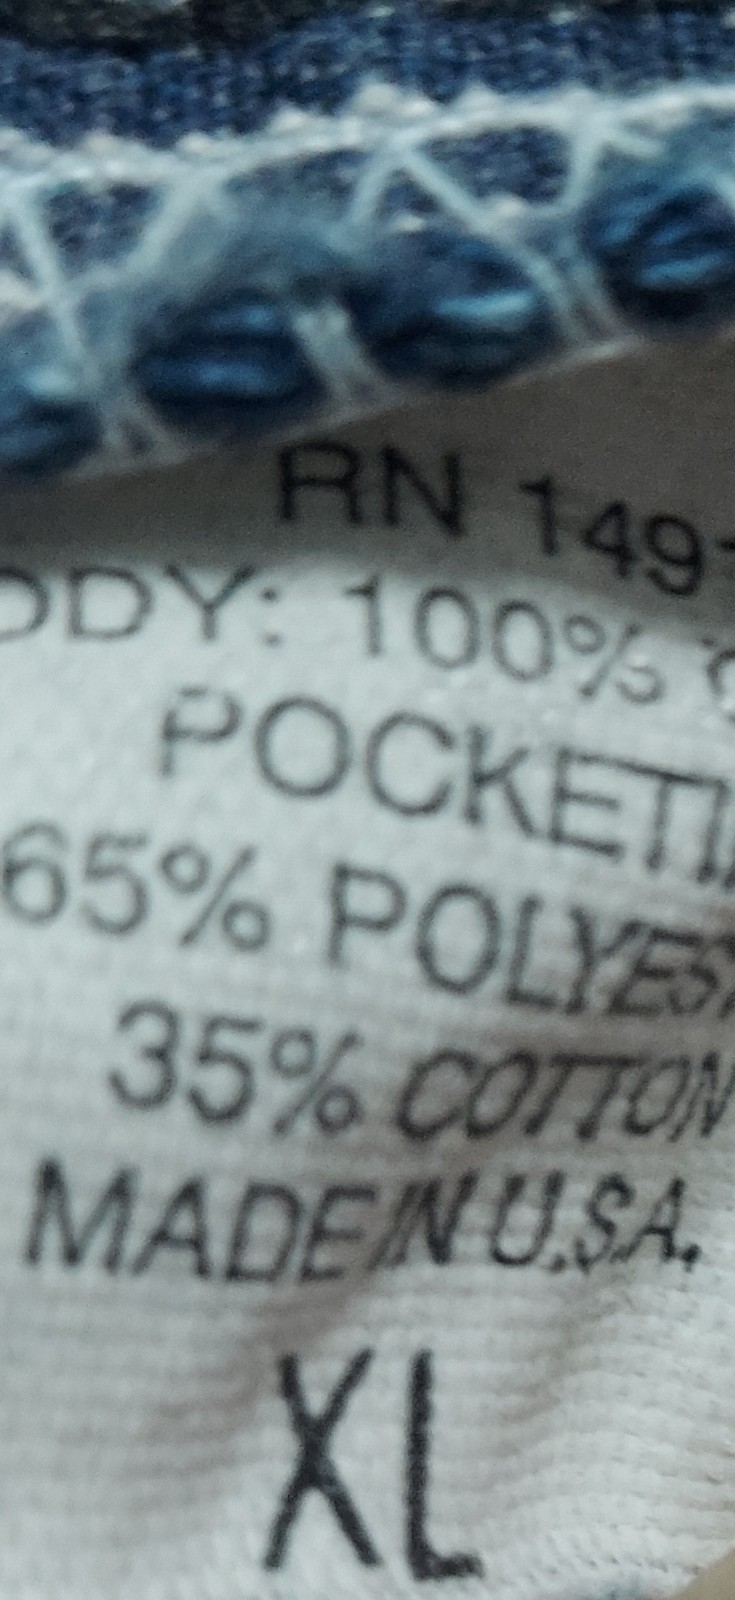 RN 149
ODY: 100%
POCKETI
65% POLYES
35% COTTON
MADE IN U.S.A.
XL